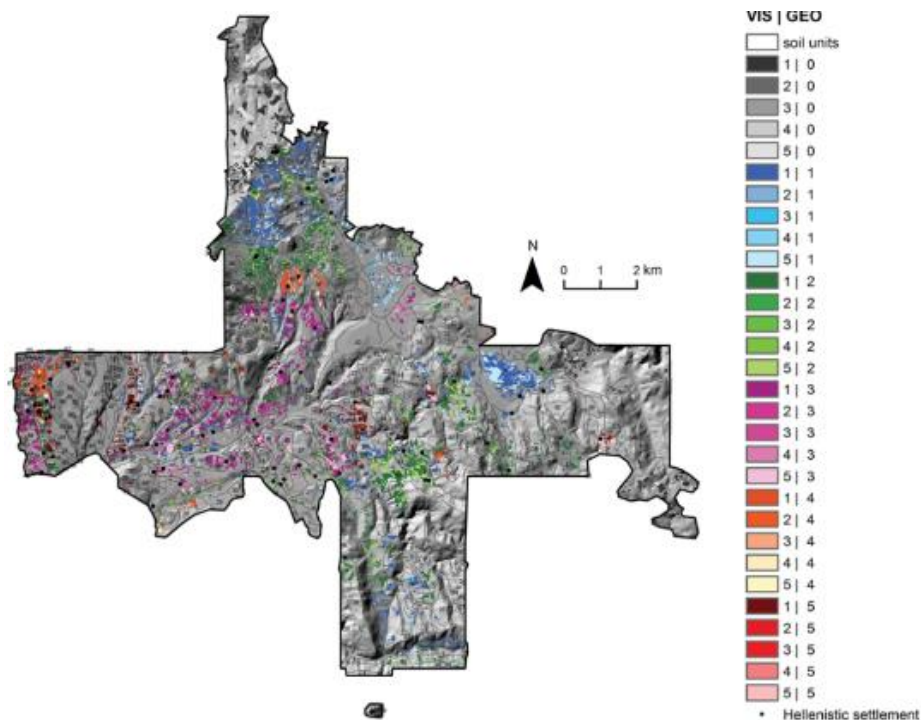 VIS | GEO
soil units
1 | 0
2 | 0
3 | 0
4 | 0
5 | 0
1 | 1
2 | 1
3 | 1
4 | 1
5 | 1
1 | 2
2 | 2
3 | 2
4 | 2
5 | 2
1 | 3
2 | 3
3 | 3
4 | 3
5 | 3
1 | 4
2 | 4
3 | 4
4 | 4
5 | 4
1 | 5
2 | 5
3 | 5
4 | 5
5 | 5
Hellenistic settlement
N
0 1 2 km